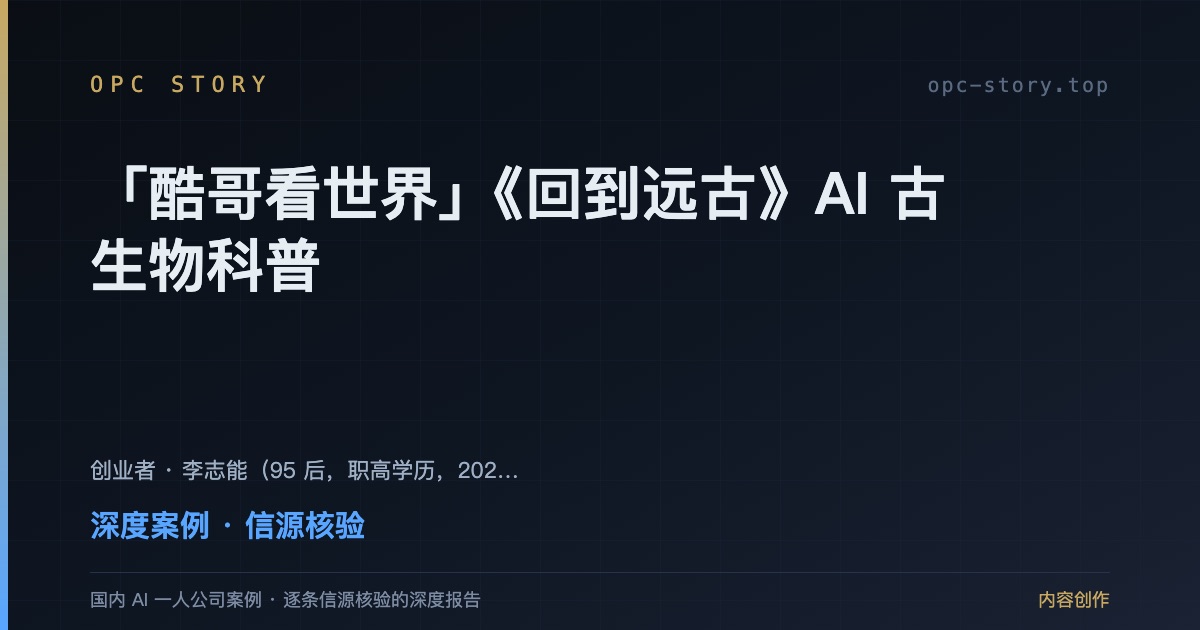 OPC STORY
opc-story.top
「酷哥看世界」《回到远古》AI 古
生物科普
创业者 · 李志能（95 后，职高学历，202…
深度案例 · 信源核验
国内 AI 一人公司案例 · 逐条信源核验的深度报告
内容创作